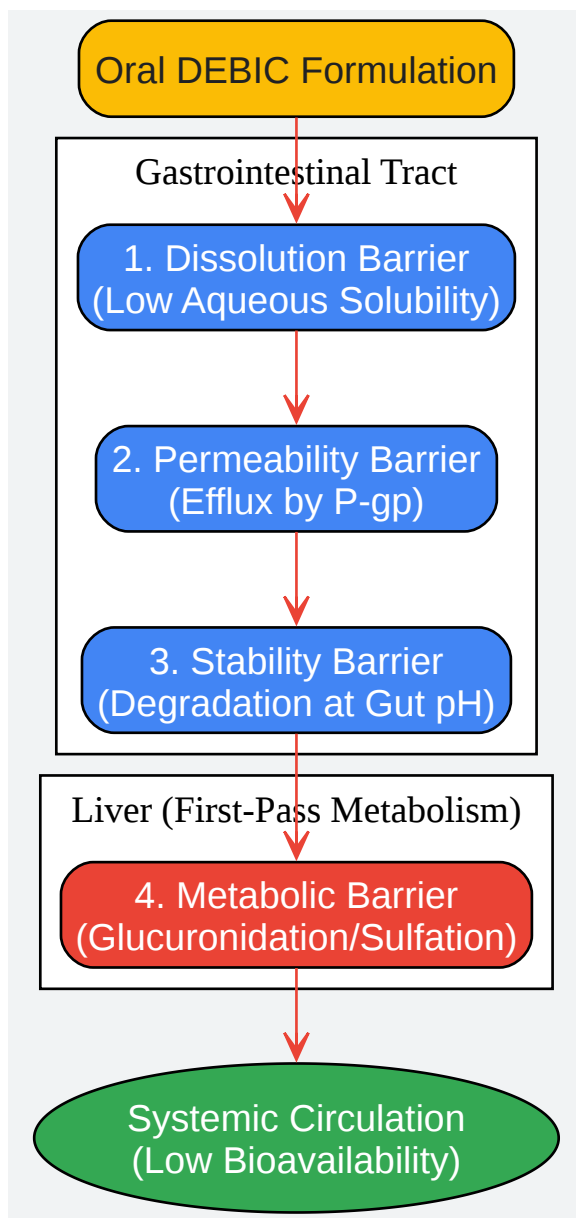 Oral DEBIC Formulation
Gastrointestinal Tract
1. Dissolution Barrier
(Low Aqueous Solubility)
2. Permeability Barrier
(Efflux by P-gp)
3. Stability Barrier
(Degradation at Gut pH)
Liver (First-Pass Metabolism)
4. Metabolic Barrier
(Glucuronidation/Sulfation)
Systemic Circulation
(Low Bioavailability)